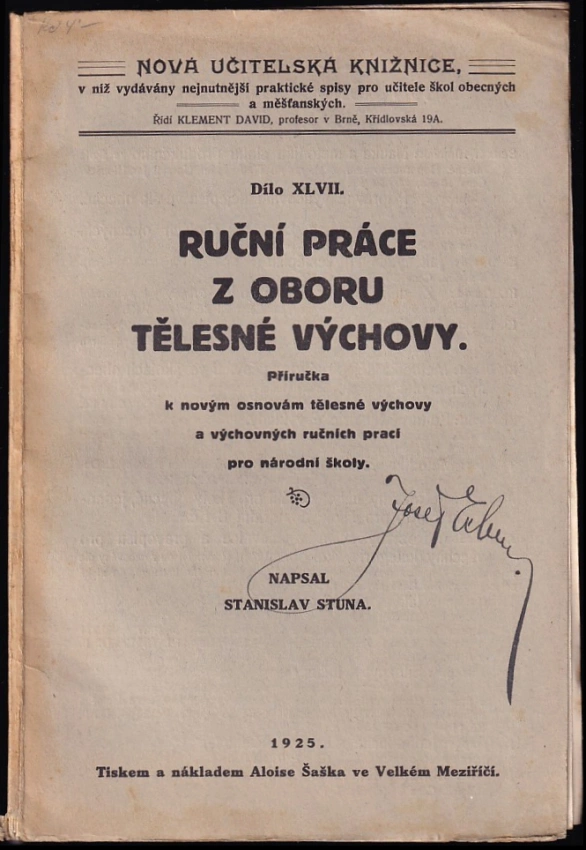 NOVÁ UČITELSKÁ KNIŽNICE,
v niž vydávány nejnutnější praktické spisy pro učitele škol obecných
a měšťanských.
Řídí KLEMENT DAVID, profesor v Brně, Křídlovská 19A.
Dílo XLVII.
RUČNÍ PRÁCE
Z OBORU
TĚLESNÉ VÝCHOVY.
Příručka
k novým osnovám tělesné výchovy
a výchovných ručních prací
pro národní školy.
Josef
NAPSAL
STANISLAV STUNA.
1925.
Tiskem a nákladem Aloise Šaška ve Velkém Meziříčí.